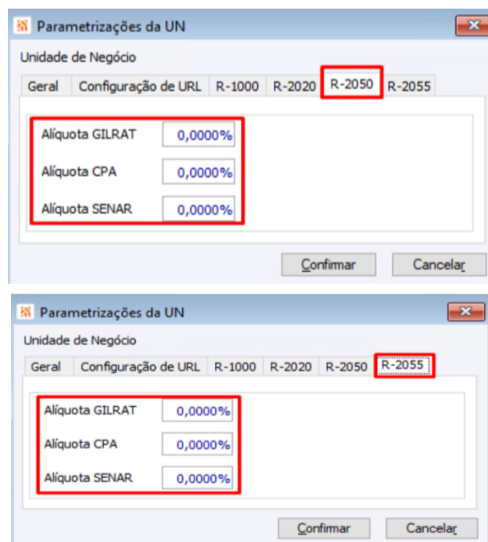 Parametrizações da UN
Unidade de Negócio
Geral Configuração de URL R-1000 R-2020 R-2050 R-2055
Alíquota GILRAT 0,0000%
Alíquota CPA 0,0000%
Alíquota SENAR 0,0000%
Confirmar Cancelar
Parametrizações da UN
Unidade de Negócio
Geral Configuração de URL R-1000 R-2020 R-2050 R-2055
Alíquota GILRAT 0,0000%
Alíquota CPA 0,0000%
Alíquota SENAR 0,0000%
Confirmar Cancelar